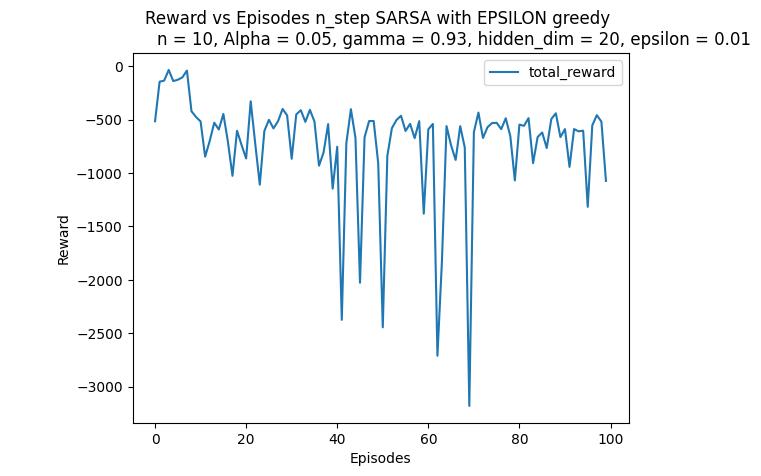 Reward vs Episodes n_step SARSA with EPSILON greedy
n = 10, Alpha = 0.05, gamma = 0.93, hidden_dim = 20, epsilon = 0.01
total_reward
0
−500
−1000
−1500
−2000
−2500
−3000
Reward
0 20 40 60 80 100
Episodes